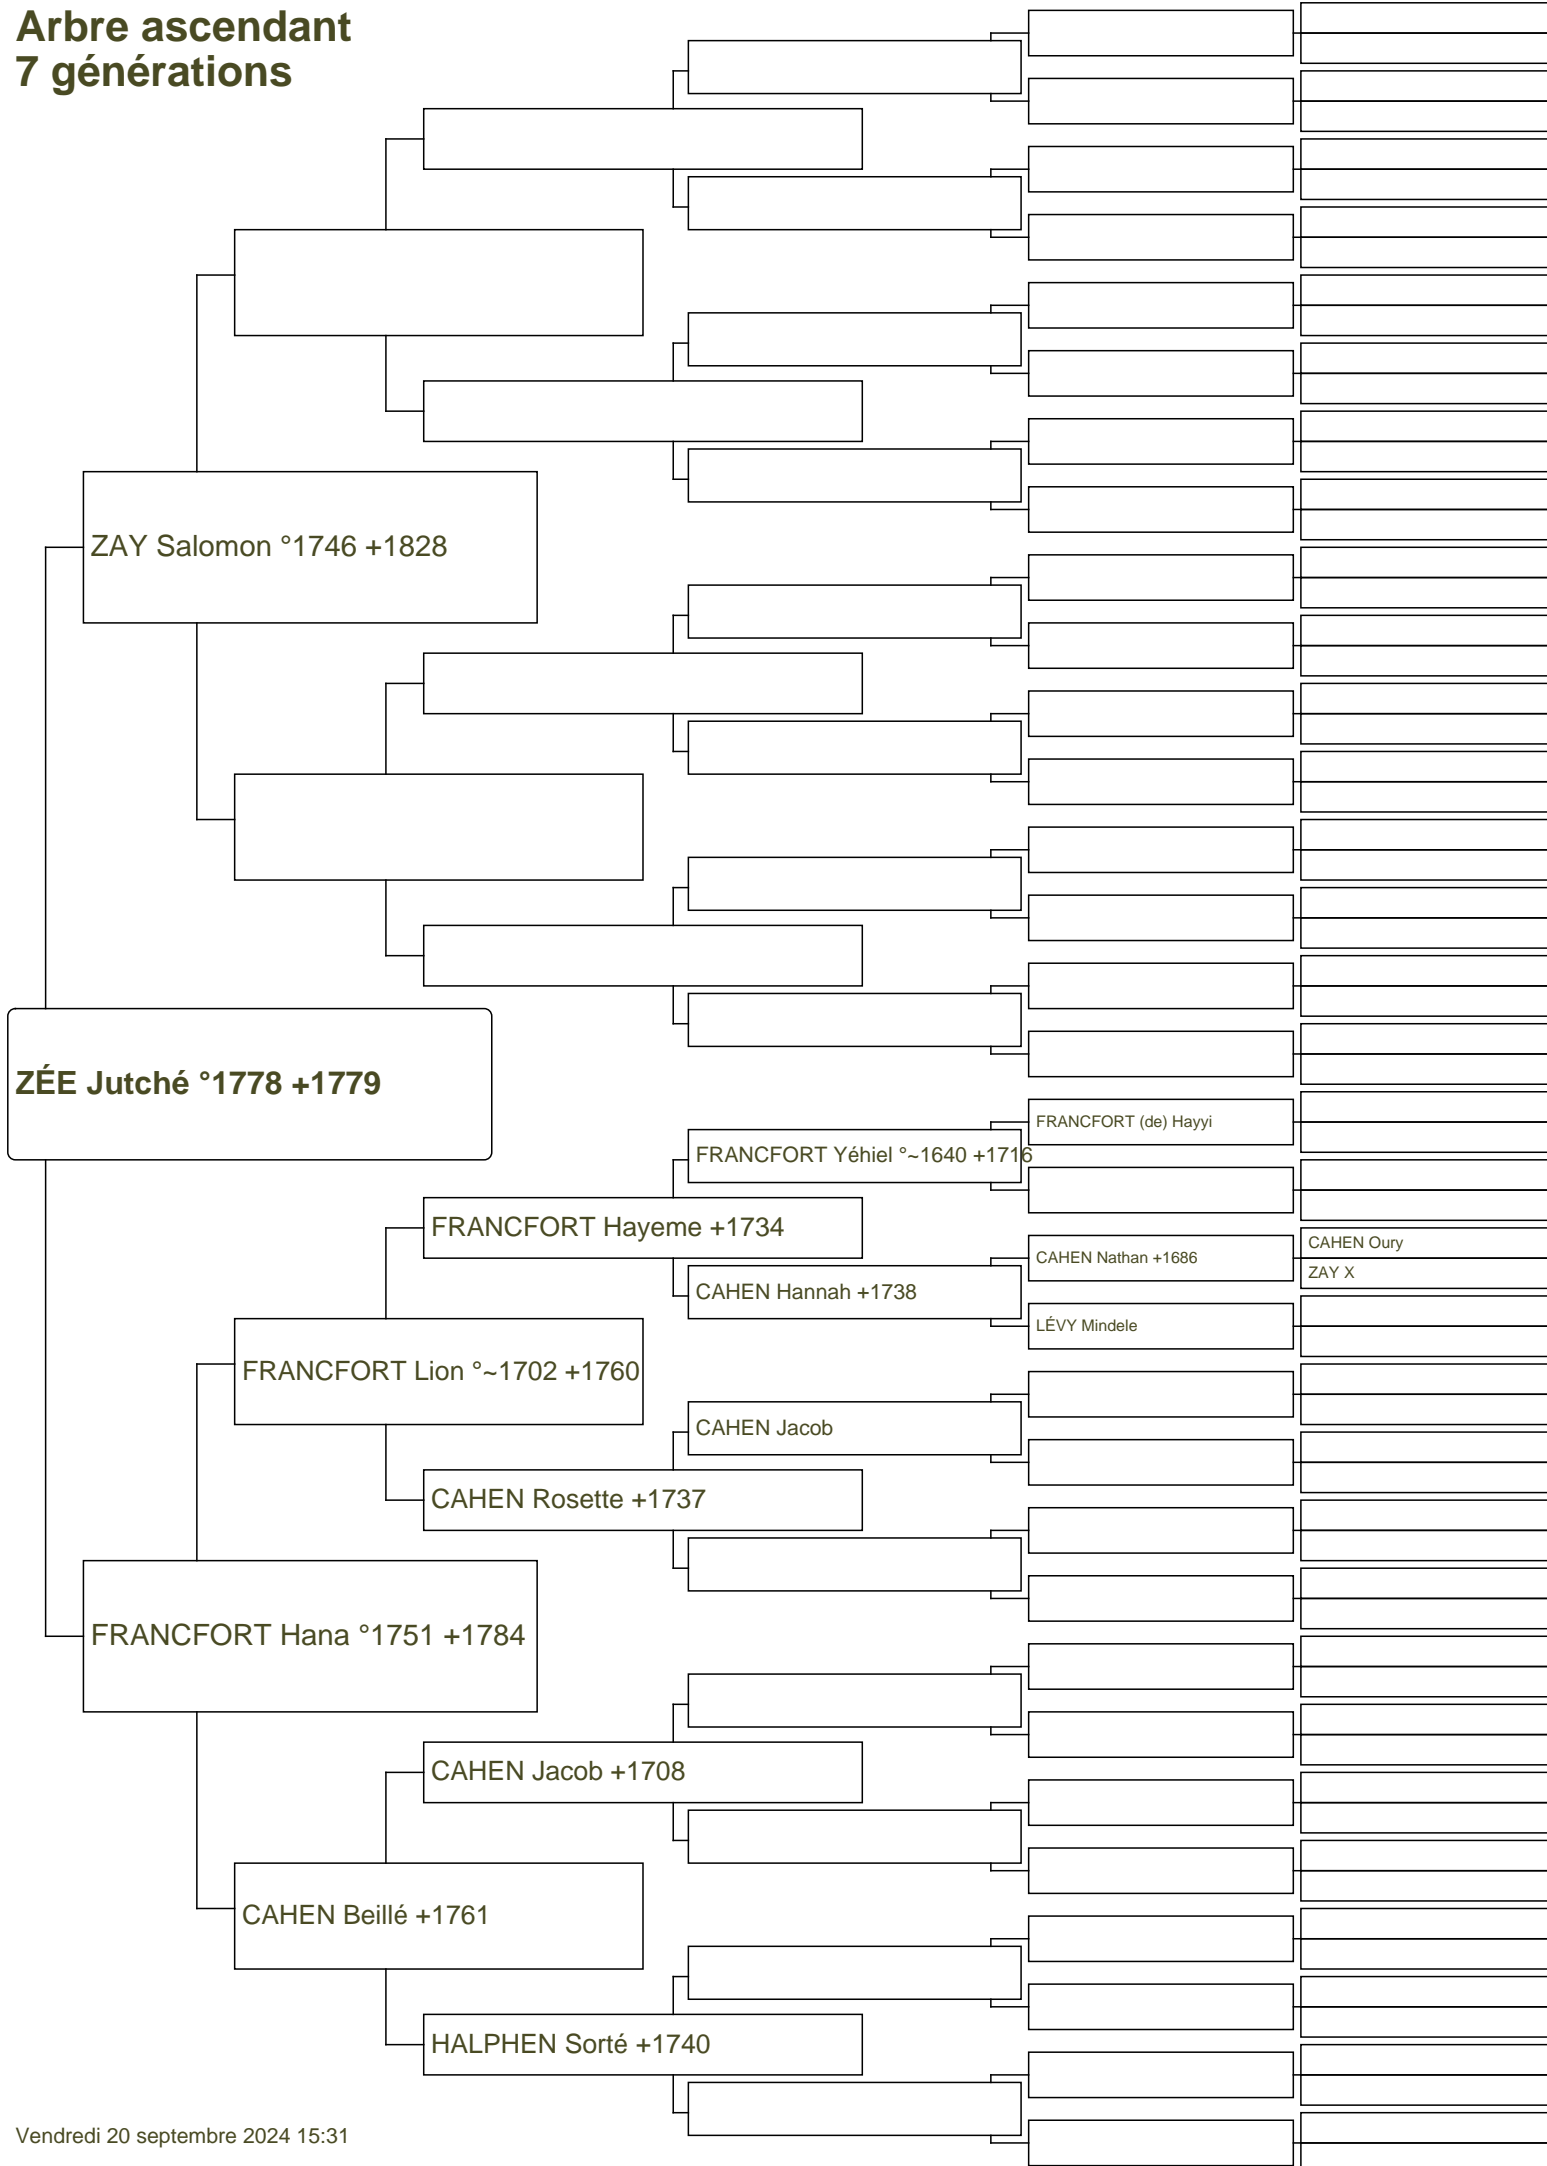 Arbre ascendant
7 générations
ZAY Salomon °1746 +1828
ZÉE Jutché °1778 +1779
FRANCFORT (de) Hayyi
FRANCFORT Yéhiel °~1640 +1716
FRANCFORT Hayeme +1734
CAHEN Oury
CAHEN Nathan +1686
ZAY X
CAHEN Hannah +1738
LÉVY Mindele
FRANCFORT Lion °~1702 +1760
CAHEN Jacob
CAHEN Rosette +1737
FRANCFORT Hana °1751 +1784
CAHEN Jacob +1708
CAHEN Beillé +1761
HALPHEN Sorté +1740
Vendredi 20 septembre 2024 15:31